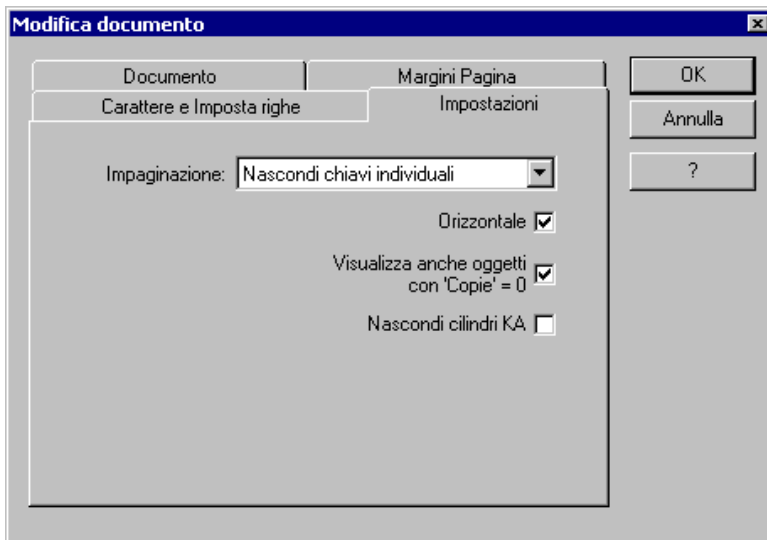 Modifica documento
Documento
Margini Pagina
Carattere e Imposta righe
Impostazioni
Impaginazione: Nascondi chiavi individuali
Orizzontale
Visualizza anche oggetti
con 'Copie' = 0
Nascondi cilindri KA
OK
Annulla
?